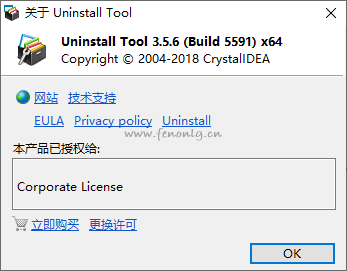 关于 Uninstall Tool
Uninstall Tool 3.5.6 (Build 5591) x64
Copyright © 2004-2018 CrystalIDEA
网站 技术支持
EULA Privacy policy Uninstall
www.fenonlg.cn
本产品已授权给:
Corporate License
立即购买 更换许可
OK